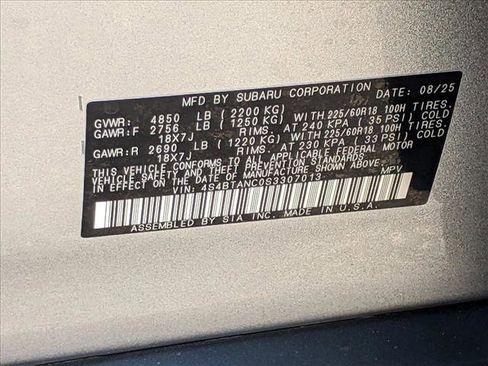 MFD BY SUBARU CORPORATION DATE: 08/25
GVWR: 4850 LB (2200 KG)
GAWR:F 2756 LB (1250 KG) WITH 225/60R18 100H TIRES.
18X7J RIMS. AT 240 KPA (35 PSI) COLD
GAWR:R 2690 LB (1220 KG) WITH 225/60R18 100H TIRES.
18X7J RIMS. AT 230 KPA (33 PSI) COLD
THIS VEHICLE CONFORMS TO ALL APPLICABLE FEDERAL MOTOR
VEHICLE SAFETY AND THEFT PREVENTION STANDARDS
IN EFFECT ON THE DATE OF MANUFACTURE SHOWN ABOVE.
VIN: 4S4BTANC0S3307013 MPV
ASSEMBLED BY SIA INC. MADE IN U.S.A.